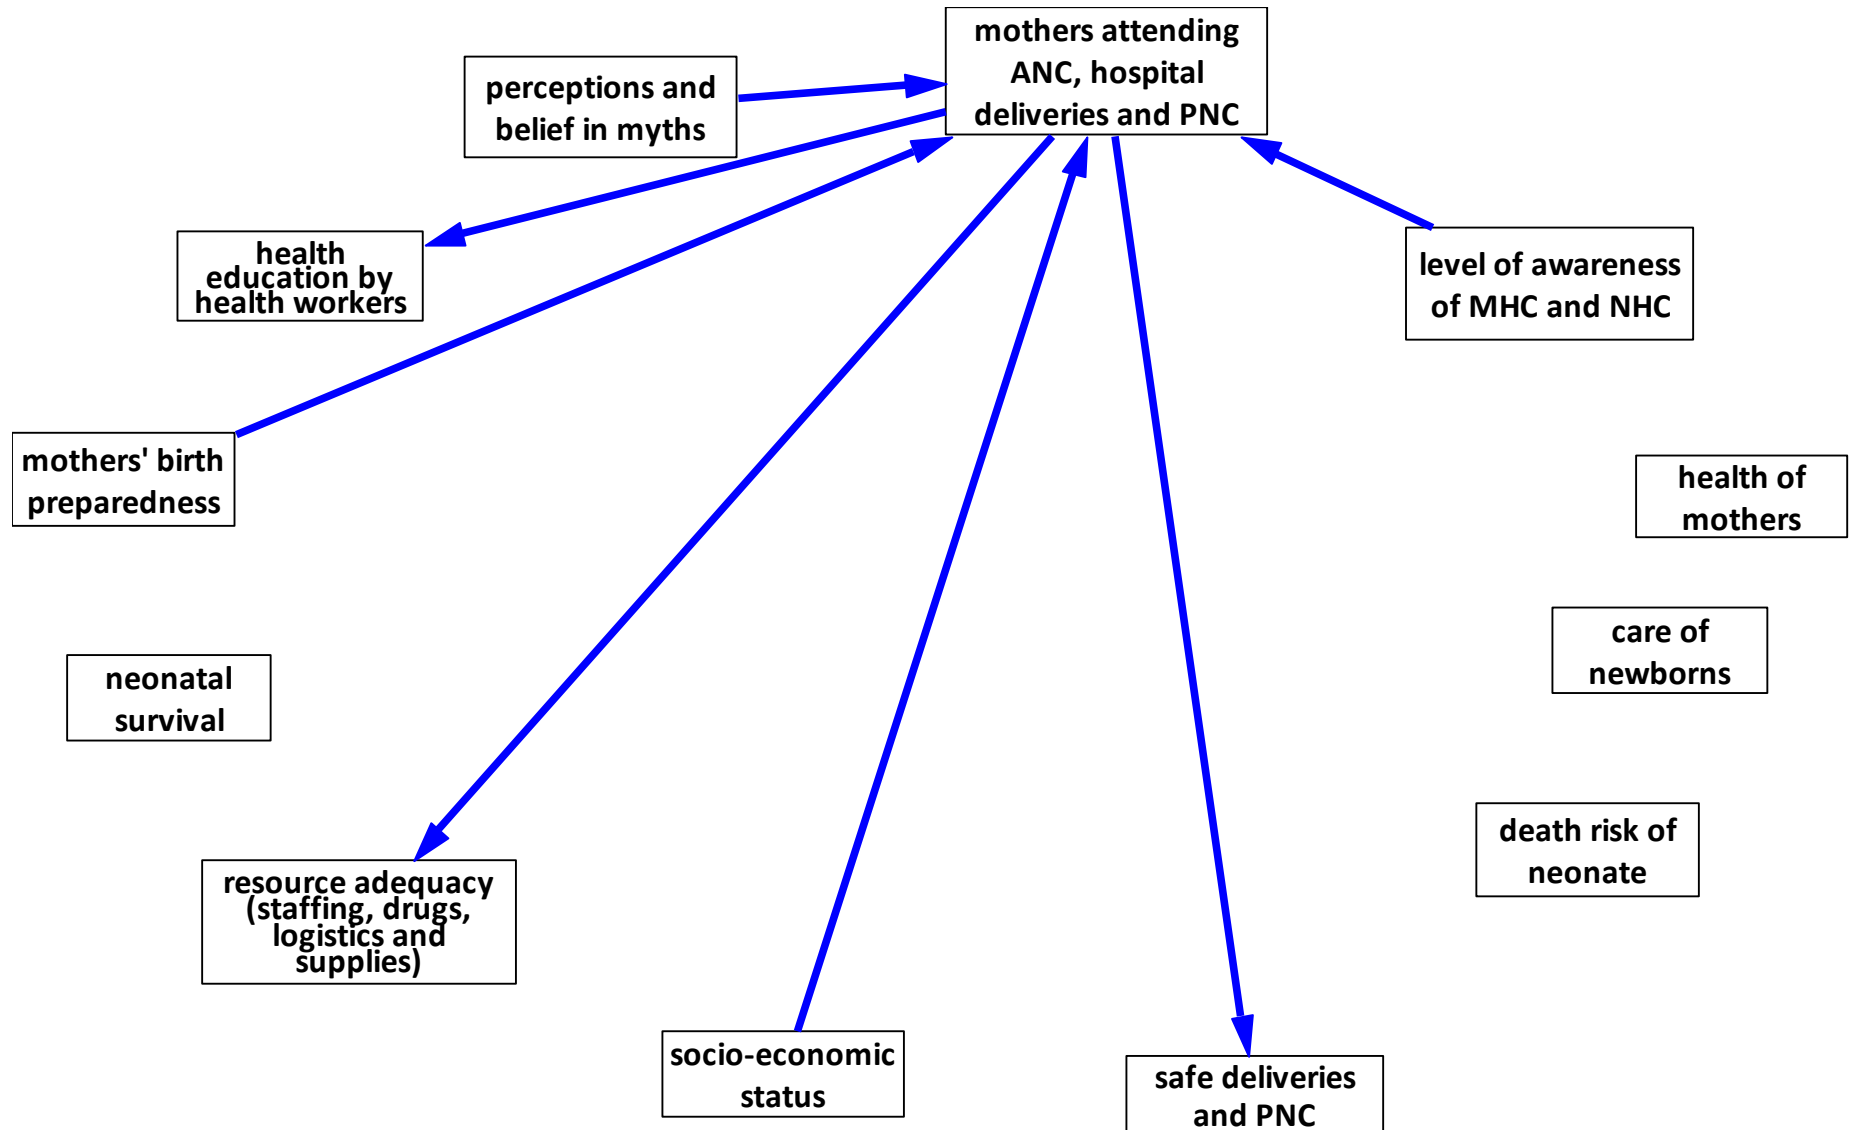 mothers attending
ANC, hospital
deliveries and PNC
perceptions and
belief in myths
health
education by
health workers
level of awareness
of MHC and NHC
mothers' birth
preparedness
health of
mothers
care of
newborns
neonatal
survival
death risk of
neonate
resource adequacy
(staffing, drugs,
logistics and
supplies)
socio-economic
status
safe deliveries
and PNC